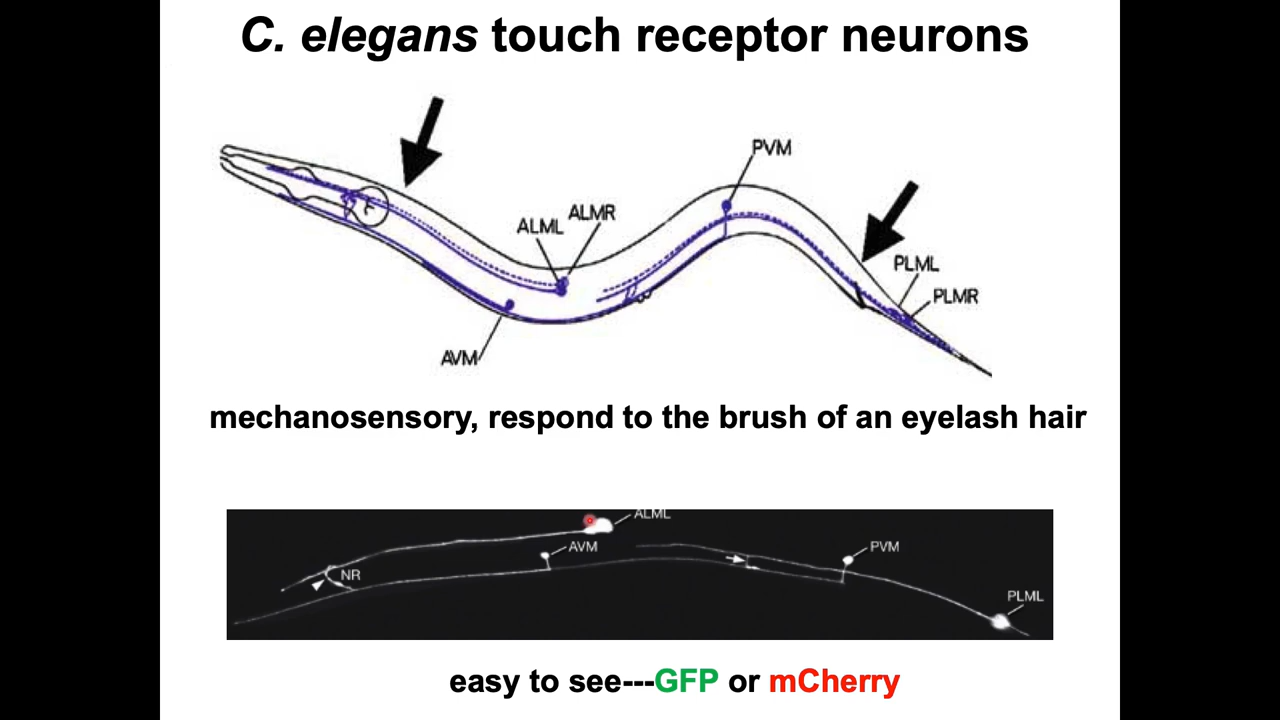 C. elegans touch receptor neurons
PVM
ALML
ALMR
PLML
PLMR
AVM
mechanosensory, respond to the brush of an eyelash hair
ALML
AVM
PVM
NR
PLML
easy to see---GFP or mCherry